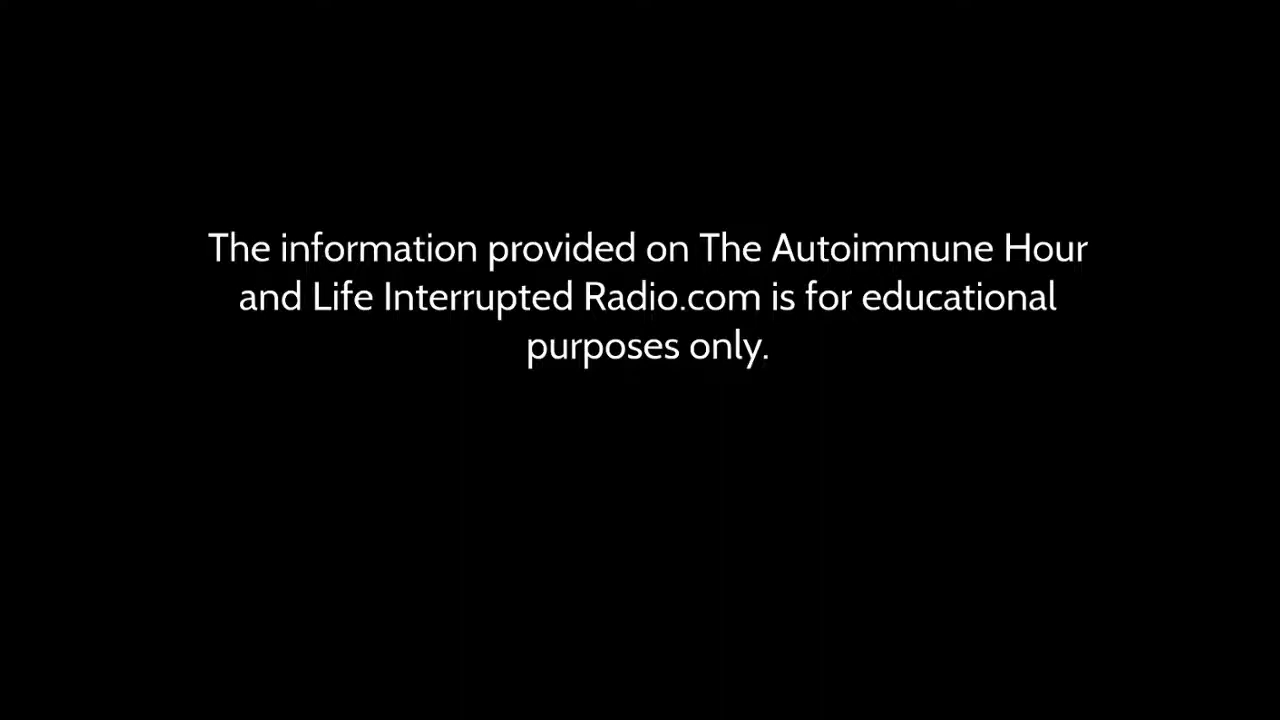 The information provided on The Autoimmune Hour
and Life Interrupted Radio.com is for educational
purposes only.